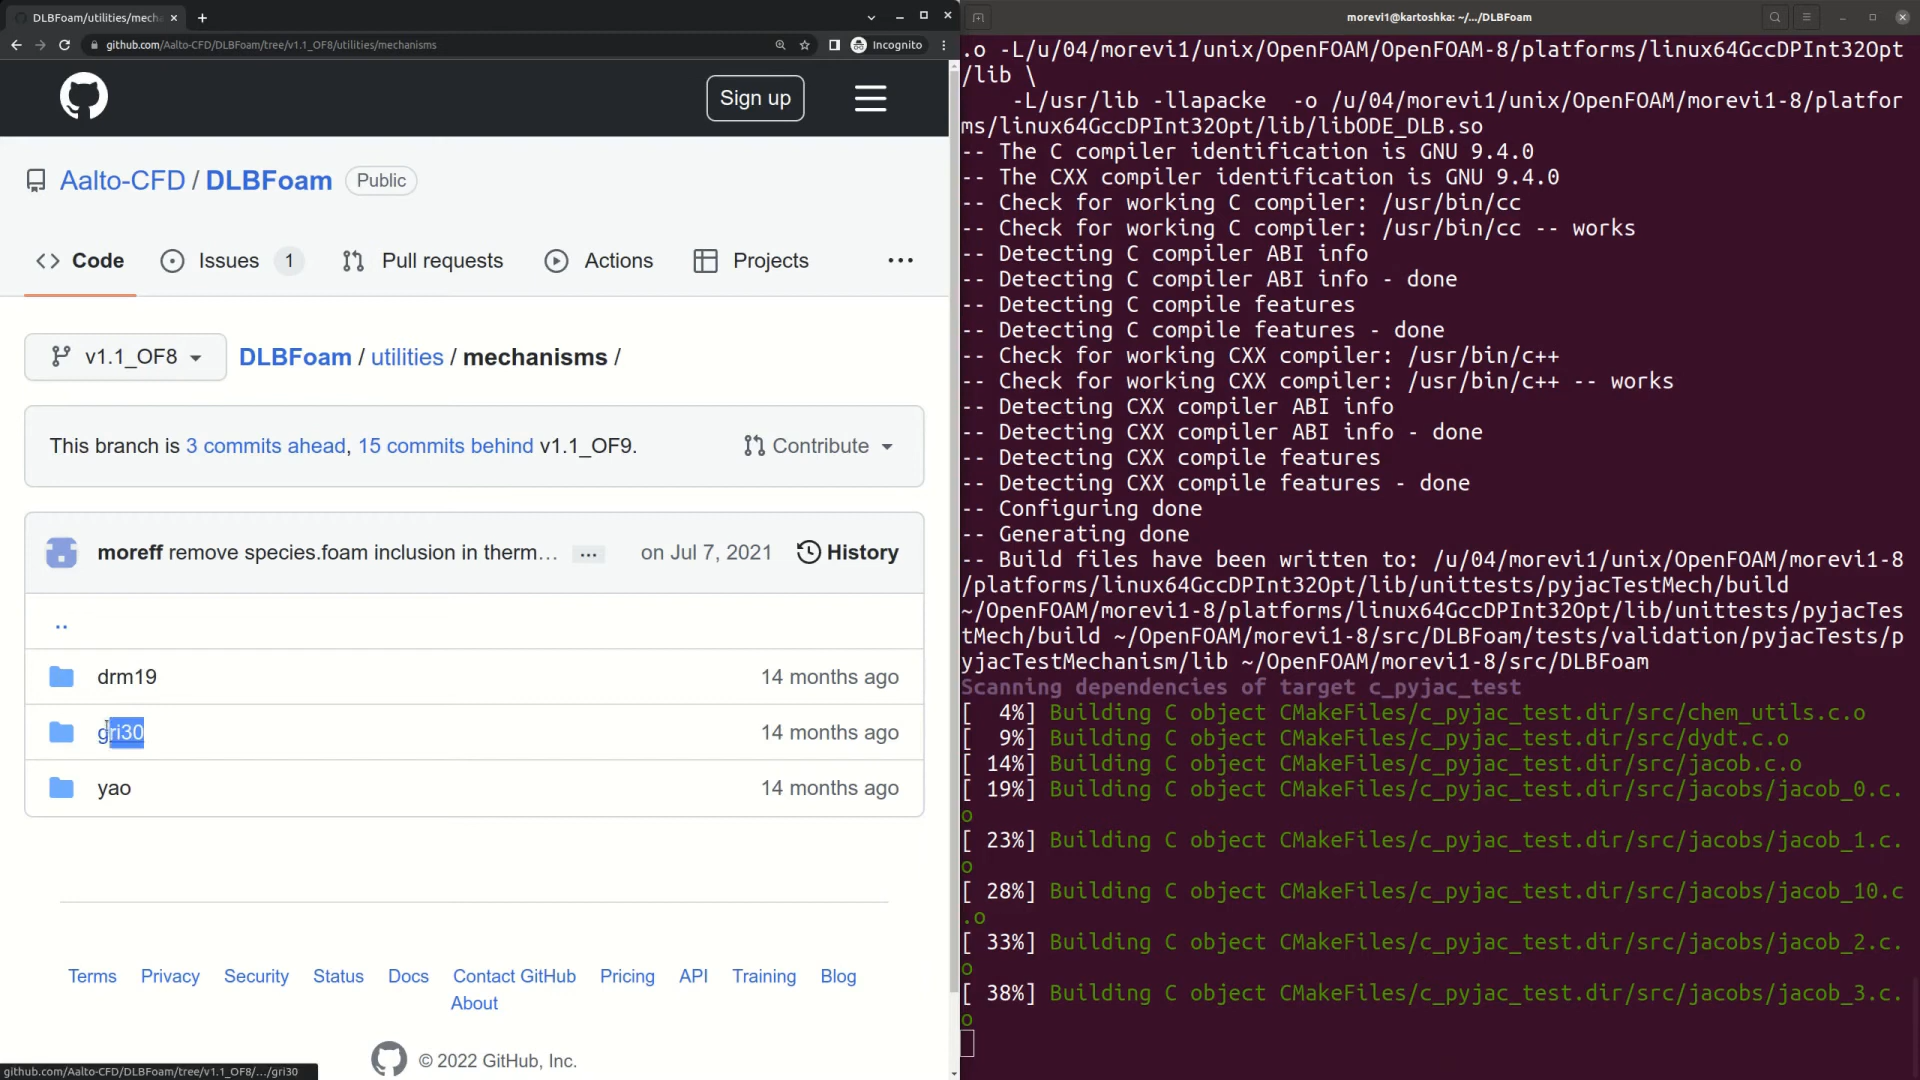 DLBFoam/utilities/mech
github.com/Aalto-CFD/DLBFoam/tree/v1.1_OF8/utilities/mechanisms
Incognito
Sign up
Aalto-CFD / DLBFoam Public
Code Issues 1 Pull requests Actions Projects ...
v1.1_OF8 DLBFoam / utilities / mechanisms /
This branch is 3 commits ahead, 15 commits behind v1.1_OF9. Contribute
moreff remove species.foam inclusion in therm... ... on Jul 7, 2021 History
..
drm19 14 months ago
gri30 14 months ago
yao 14 months ago
Terms Privacy Security Status Docs Contact GitHub Pricing API Training Blog
About
© 2022 GitHub, Inc.
github.com/Aalto-CFD/DLBFoam/tree/v1.1_OF8/.../gri30
morevi1@kartoshka: ~/.../DLBFoam
.o -L/u/04/morevi1/unix/OpenFOAM/OpenFOAM-8/platforms/linux64GccDPInt32Opt
/lib \
-L/usr/lib -llapacke  -o /u/04/morevi1/unix/OpenFOAM/morevi1-8/platfor
ms/linux64GccDPInt32Opt/lib/libODE_DLB.so
-- The C compiler identification is GNU 9.4.0
-- The CXX compiler identification is GNU 9.4.0
-- Check for working C compiler: /usr/bin/cc
-- Check for working C compiler: /usr/bin/cc -- works
-- Detecting C compiler ABI info
-- Detecting C compiler ABI info - done
-- Detecting C compile features
-- Detecting C compile features - done
-- Check for working CXX compiler: /usr/bin/c++
-- Check for working CXX compiler: /usr/bin/c++ -- works
-- Detecting CXX compiler ABI info
-- Detecting CXX compiler ABI info - done
-- Detecting CXX compile features
-- Detecting CXX compile features - done
-- Configuring done
-- Generating done
-- Build files have been written to: /u/04/morevi1/unix/OpenFOAM/morevi1-8
/platforms/linux64GccDPInt32Opt/lib/unittests/pyjacTestMech/build
~/OpenFOAM/morevi1-8/platforms/linux64GccDPInt32Opt/lib/unittests/pyjacTes
tMech/build ~/OpenFOAM/morevi1-8/src/DLBFoam/tests/validation/pyjacTests/p
yjacTestMechanism/lib ~/OpenFOAM/morevi1-8/src/DLBFoam
Scanning dependencies of target c_pyjac_test
[  4%] Building C object CMakeFiles/c_pyjac_test.dir/src/chem_utils.c.o
[  9%] Building C object CMakeFiles/c_pyjac_test.dir/src/dydt.c.o
[ 14%] Building C object CMakeFiles/c_pyjac_test.dir/src/jacob.c.o
[ 19%] Building C object CMakeFiles/c_pyjac_test.dir/src/jacobs/jacob_0.c.
o
[ 23%] Building C object CMakeFiles/c_pyjac_test.dir/src/jacobs/jacob_1.c.
o
[ 28%] Building C object CMakeFiles/c_pyjac_test.dir/src/jacobs/jacob_10.c
.o
[ 33%] Building C object CMakeFiles/c_pyjac_test.dir/src/jacobs/jacob_2.c.
o
[ 38%] Building C object CMakeFiles/c_pyjac_test.dir/src/jacobs/jacob_3.c.
o